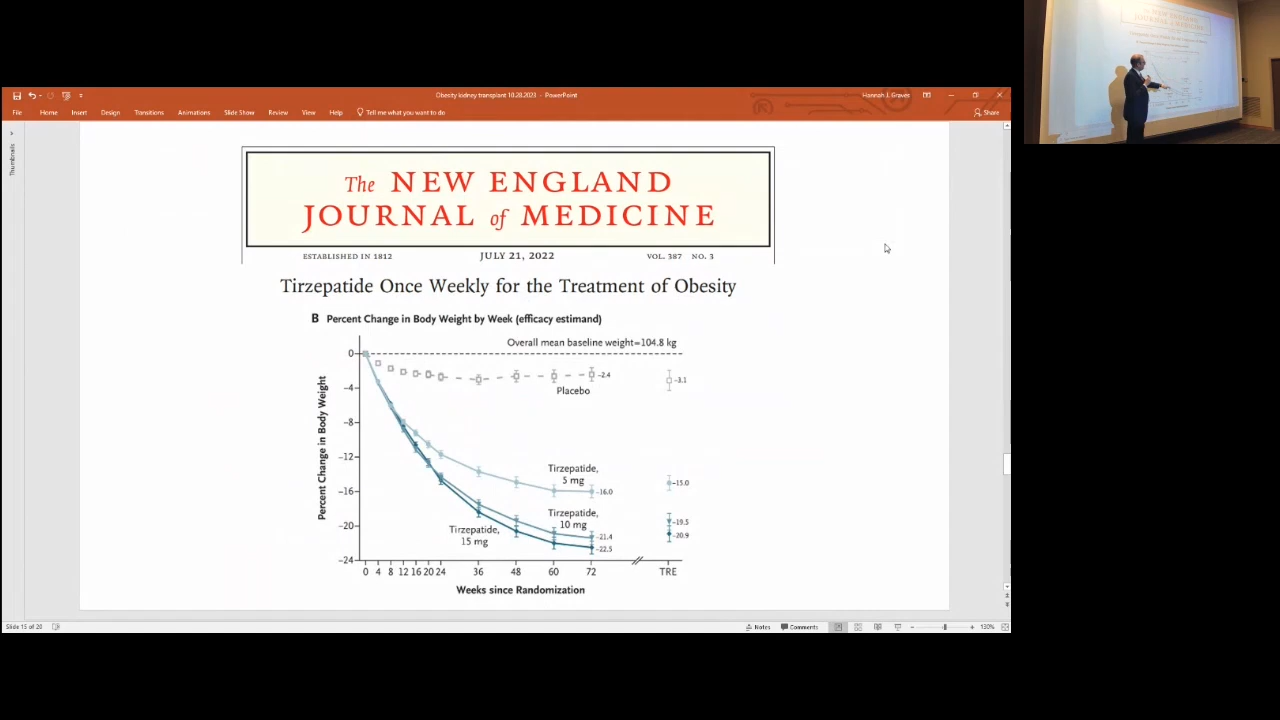 Obesity kidney transplant 10.28.2023 - PowerPoint
Hannah J. Graves
File Home Insert Design Transitions Animations Slide Show Review View Help Tell me what you want to do
Share
Thumbnails
The NEW ENGLAND
JOURNAL of MEDICINE
ESTABLISHED IN 1812 JULY 21, 2022 VOL. 387 NO. 3
Tirzepatide Once Weekly for the Treatment of Obesity
B Percent Change in Body Weight by Week (efficacy estimand)
Overall mean baseline weight=104.8 kg
Percent Change in Body Weight
0
−4
−8
−12
−16
−20
−24
−2.4
−3.1
Placebo
Tirzepatide,
5 mg
−16.0
−15.0
Tirzepatide,
10 mg
−21.4
−19.5
Tirzepatide,
15 mg
−22.5
−20.9
0 4 8 12 16 20 24 36 48 60 72 TRE
Weeks since Randomization
Slide 15 of 20
Notes Comments 130%